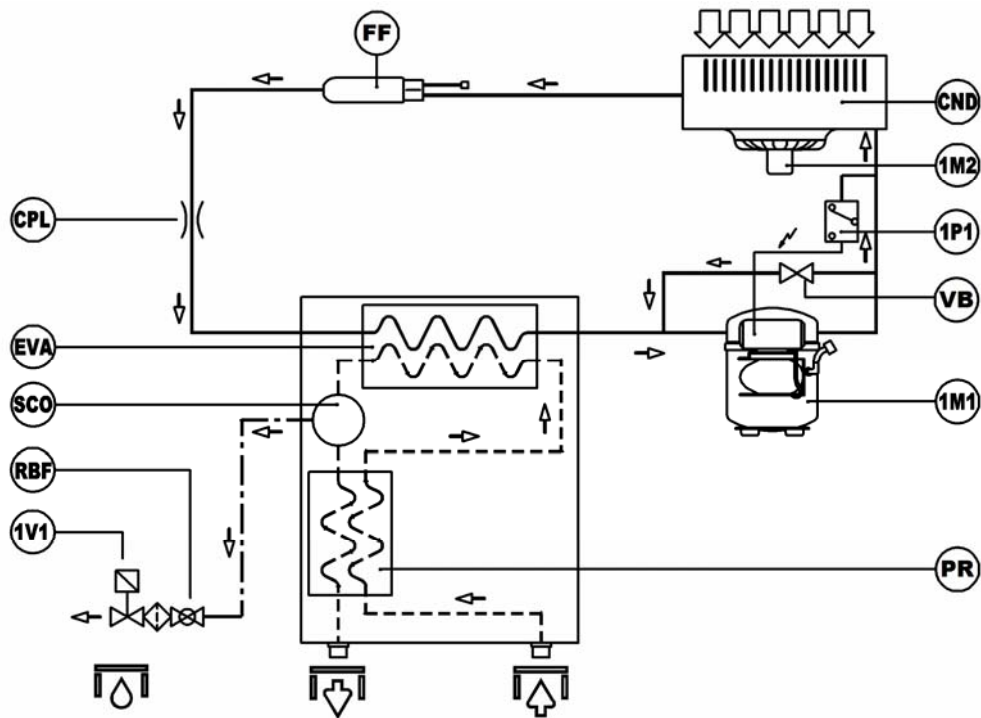 FF
CND
1M2
CPL
1P1
VB
EVA
SCO
1M1
RBF
1V1
PR